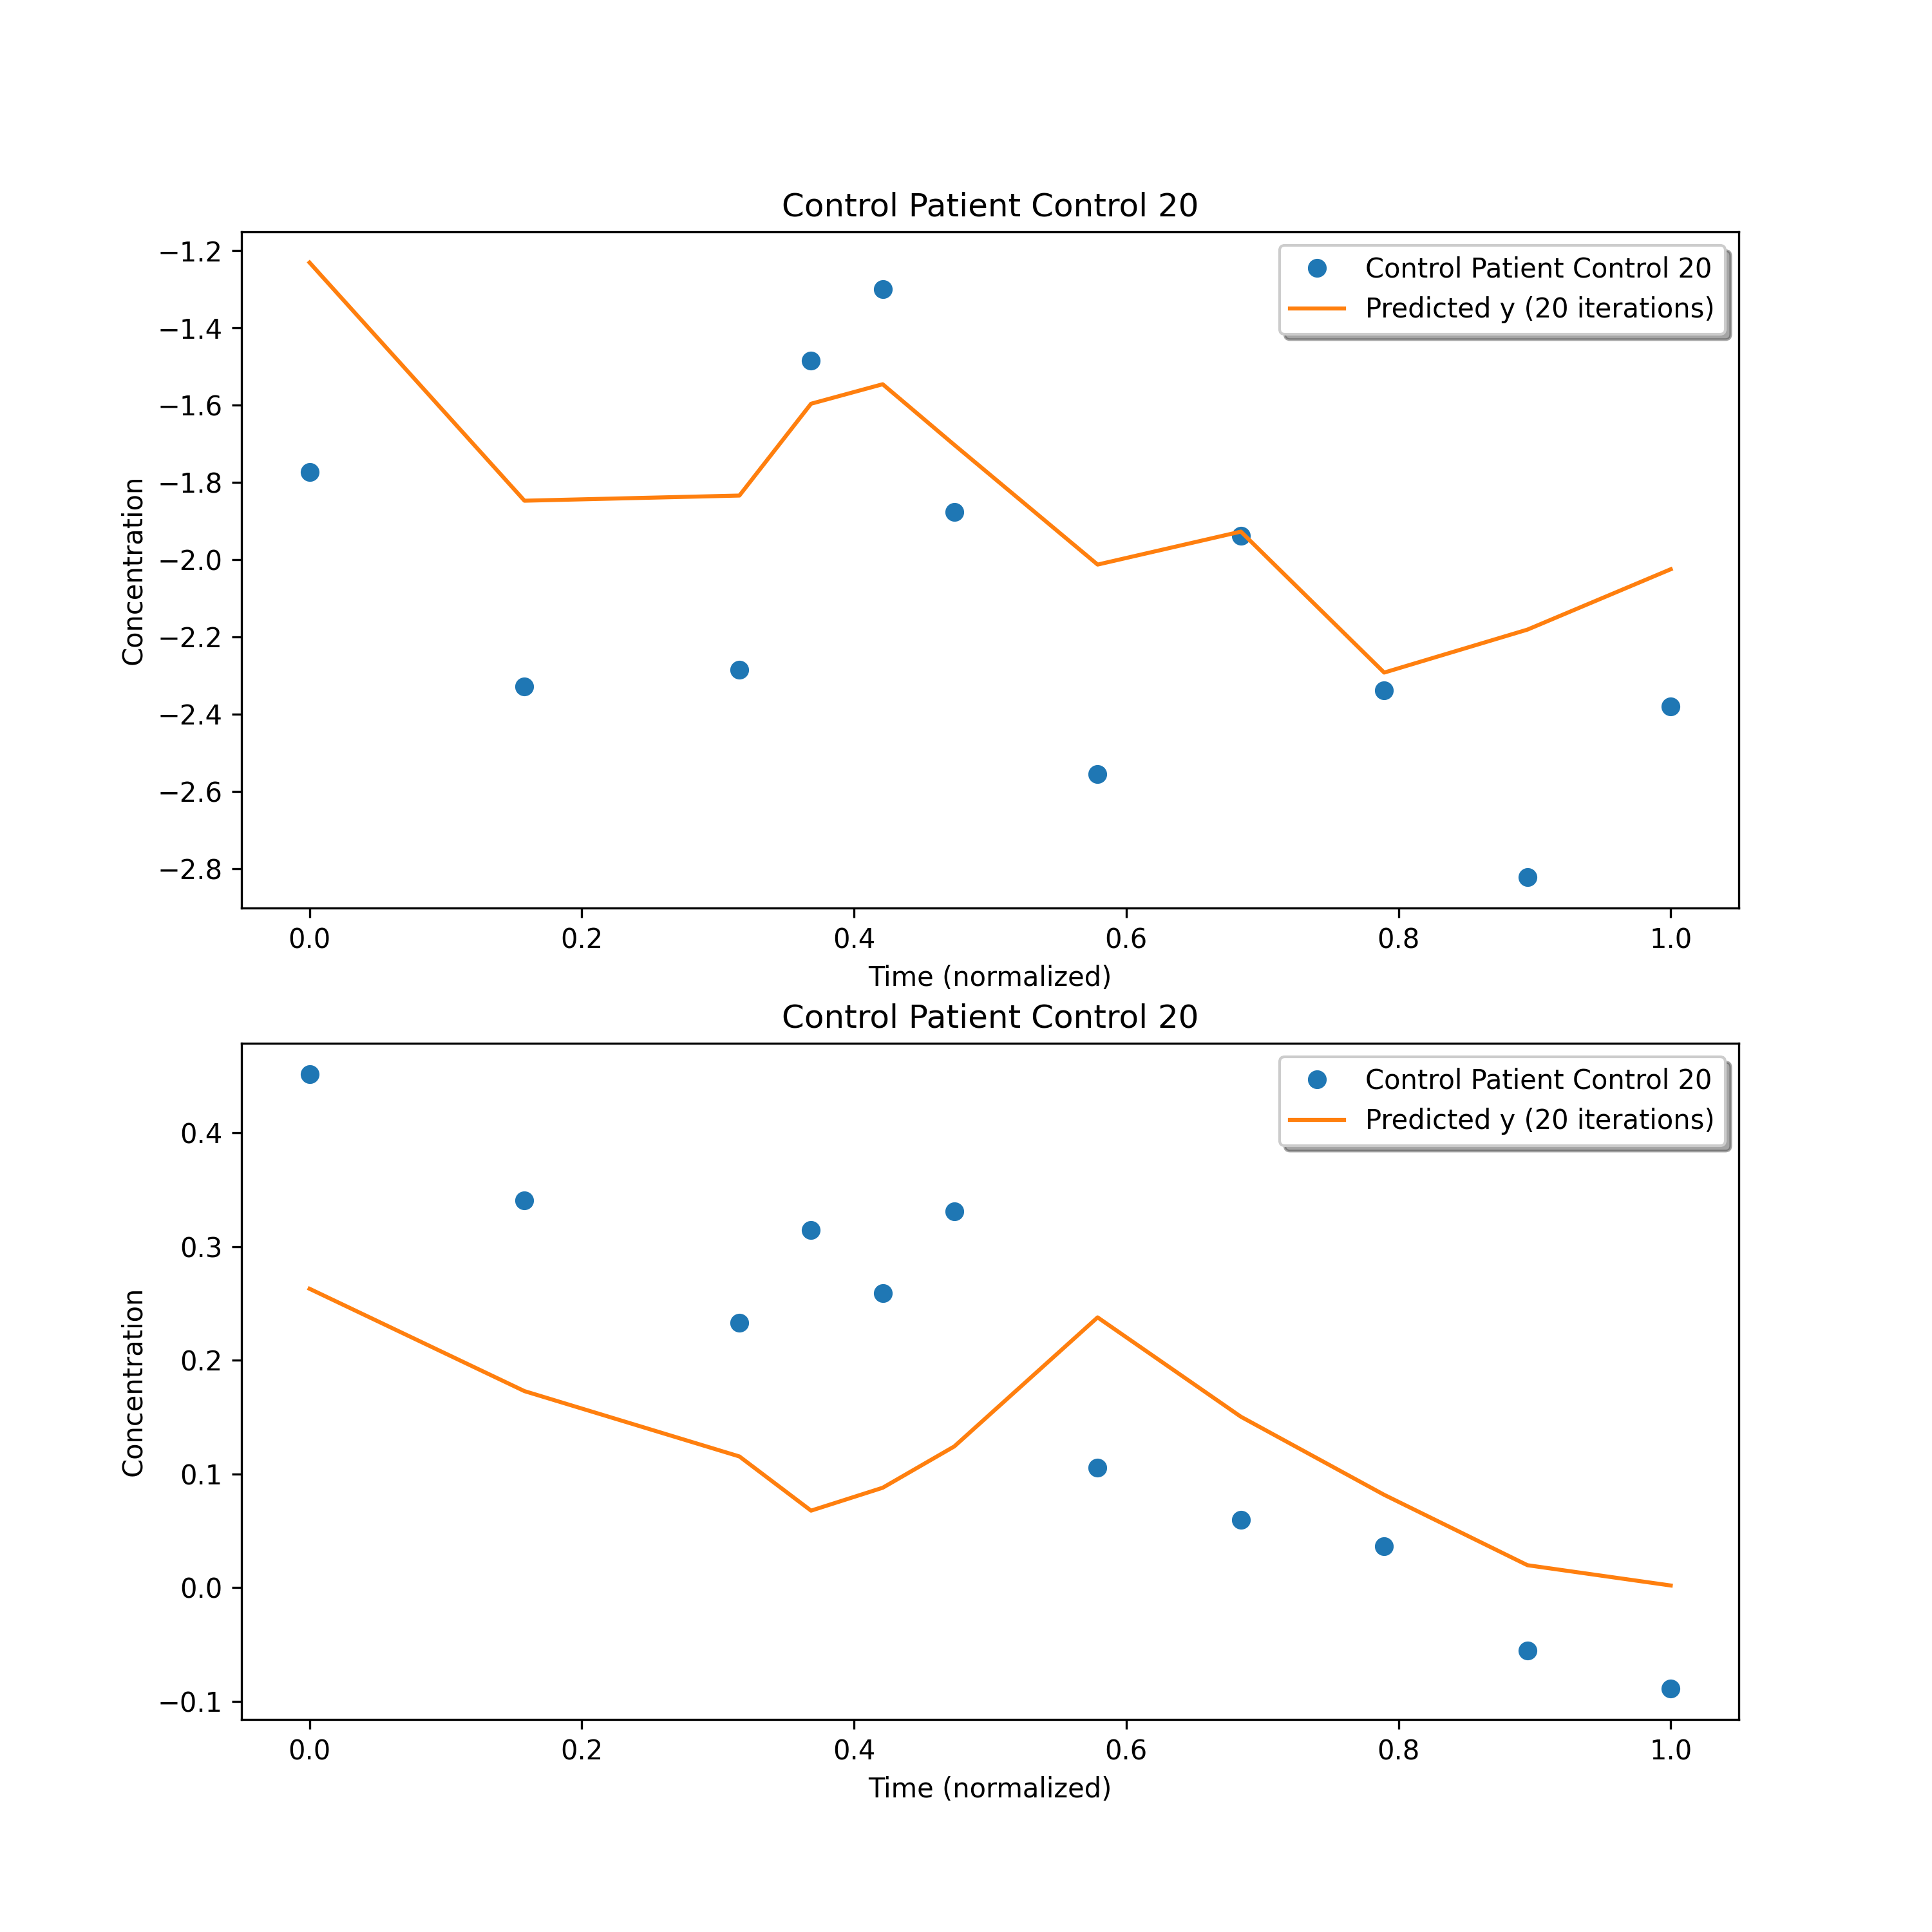 Control Patient Control 20
−1.2
−1.4
−1.6
−1.8
−2.0
−2.2
−2.4
−2.6
−2.8
Concentration
Control Patient Control 20
Predicted y (20 iterations)
0.0 0.2 0.4 0.6 0.8 1.0
Time (normalized)
Control Patient Control 20
0.4
0.3
0.2
0.1
0.0
−0.1
Concentration
Control Patient Control 20
Predicted y (20 iterations)
0.0 0.2 0.4 0.6 0.8 1.0
Time (normalized)